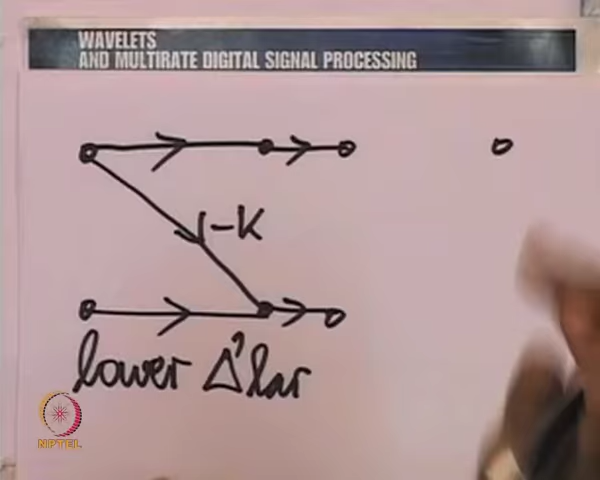 WAVELETS
AND MULTIRATE DIGITAL SIGNAL PROCESSING
-K
lower Δ'lar
NPTEL